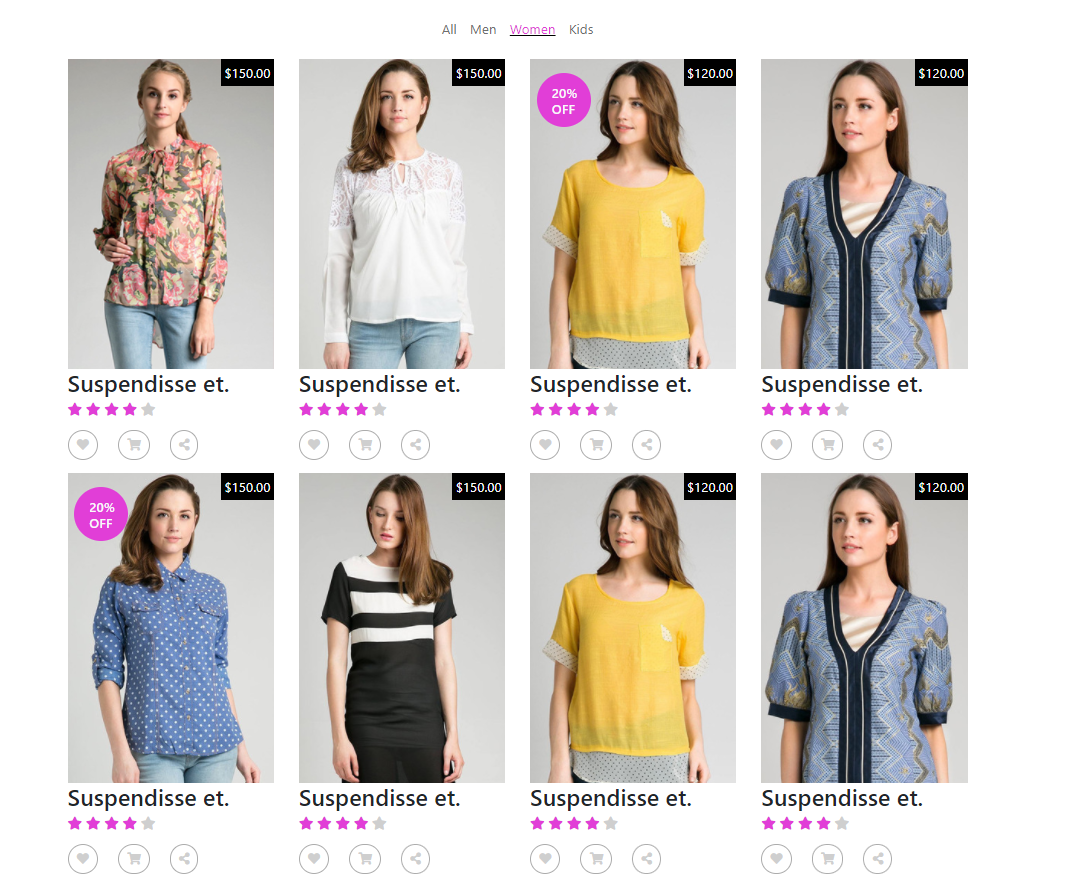 All Men Women Kids
$150.00
$150.00
20%
OFF
$120.00
$120.00
Suspendisse et.
Suspendisse et.
Suspendisse et.
Suspendisse et.
20%
OFF
$150.00
$150.00
$120.00
$120.00
Suspendisse et.
Suspendisse et.
Suspendisse et.
Suspendisse et.